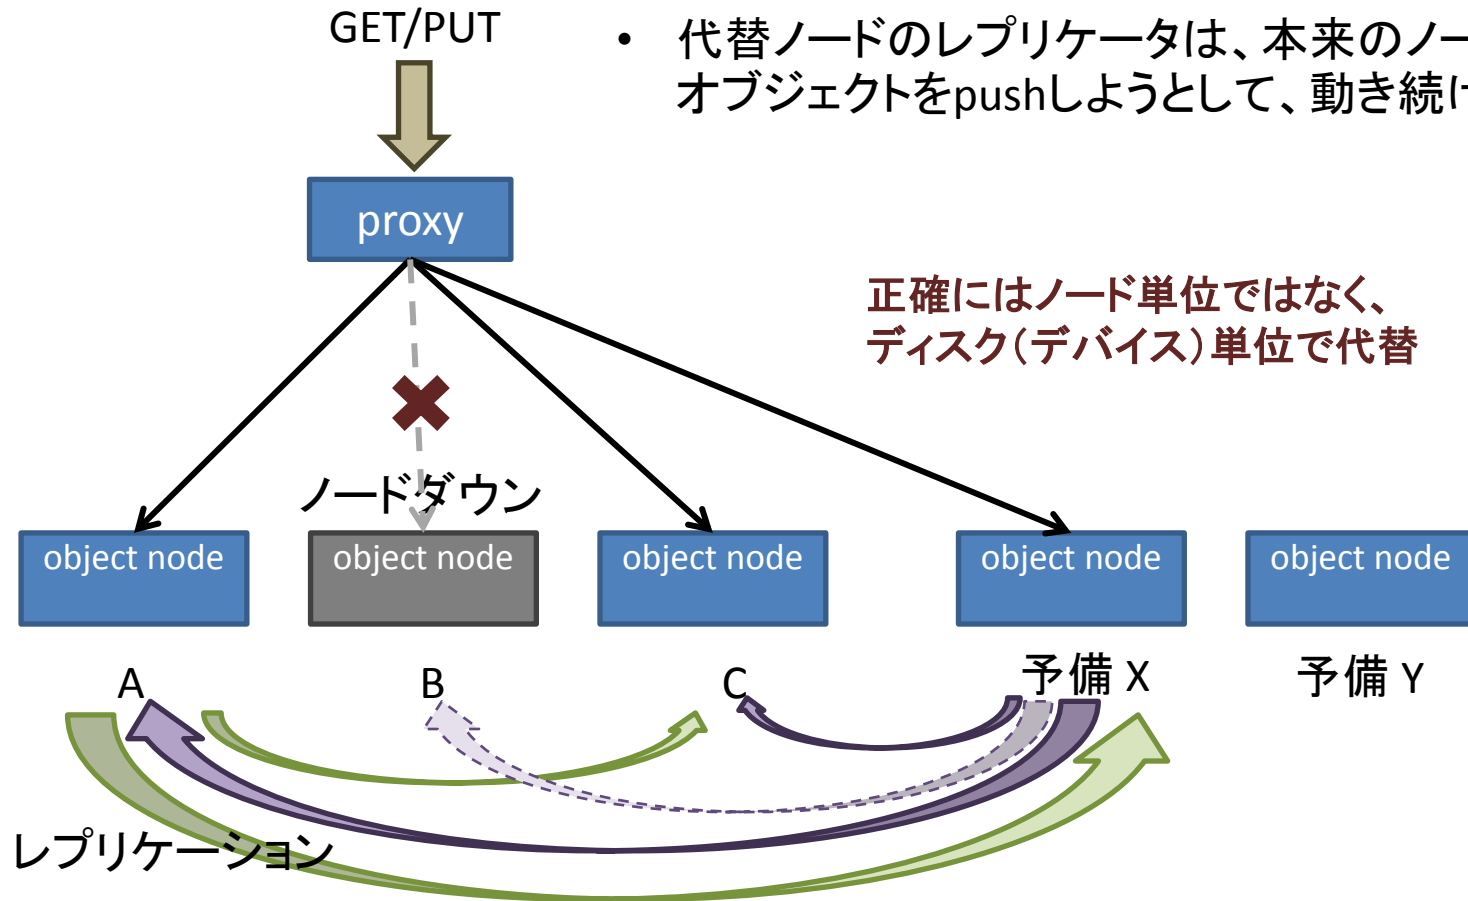 GET/PUT
• 代替ノードのレプリケータは、本来のノー
オブジェクトをpushしようとして、動き続け
proxy
正確にはノード単位ではなく、
ディスク（デバイス）単位で代替
ノードダウン
object node
object node
object node
object node
object node
A
B
C
予備 X
予備 Y
レプリケーション